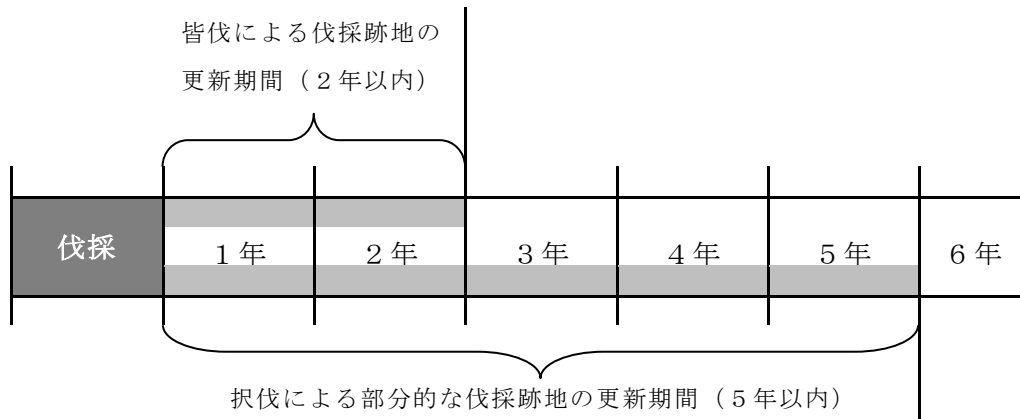 皆伐による伐採跡地の
更新期間（２年以内）
伐採
１年
２年
３年
４年
５年
６年
択伐による部分的な伐採跡地の更新期間（５年以内）